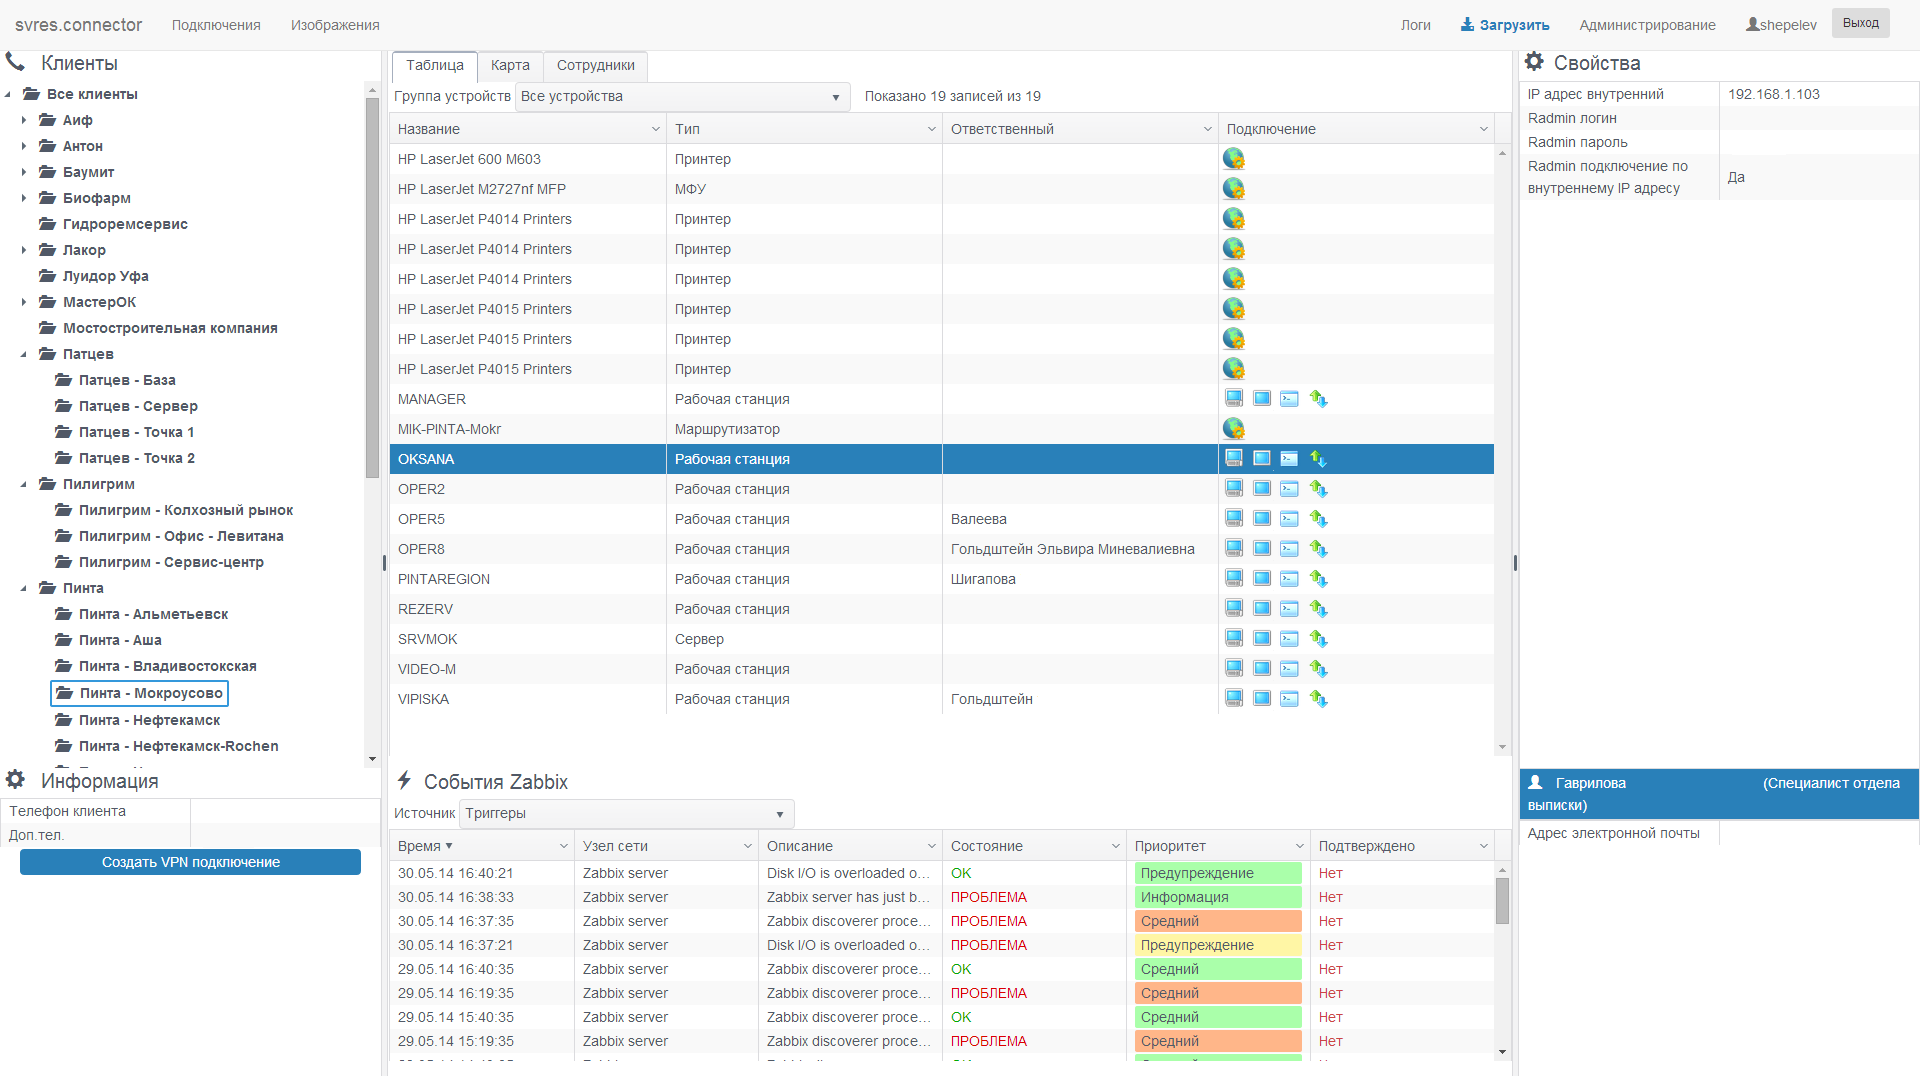 svres.connector Подключения Изображения Логи Загрузить Администрирование shepelev Выход
Клиенты
Все клиенты
Аиф
Антон
Баумит
Биофарм
Гидроремсервис
Лакор
Луидор Уфа
МастерОК
Мостостроительная компания
Патцев
Патцев - База
Патцев - Сервер
Патцев - Точка 1
Патцев - Точка 2
Пилигрим
Пилигрим - Колхозный рынок
Пилигрим - Офис - Левитана
Пилигрим - Сервис-центр
Пинта
Пинта - Альметьевск
Пинта - Аша
Пинта - Владивостокская
Пинта - Мокроусово
Пинта - Нефтекамск
Пинта - Нефтекамск-Rochen
Информация
Телефон клиента
Доп.тел.
Создать VPN подключение
Таблица Карта Сотрудники
Группа устройств Все устройства Показано 19 записей из 19
Название Тип Ответственный Подключение
HP LaserJet 600 M603 Принтер
HP LaserJet M2727nf MFP МФУ
HP LaserJet P4014 Printers Принтер
HP LaserJet P4014 Printers Принтер
HP LaserJet P4014 Printers Принтер
HP LaserJet P4015 Printers Принтер
HP LaserJet P4015 Printers Принтер
HP LaserJet P4015 Printers Принтер
MANAGER Рабочая станция
MIK-PINTA-Mokr Маршрутизатор
OKSANA Рабочая станция
OPER2 Рабочая станция
OPER5 Рабочая станция Валеева
OPER8 Рабочая станция Гольдштейн Эльвира Миневалиевна
PINTAREGION Рабочая станция Шигапова
REZERV Рабочая станция
SRVMOK Сервер
VIDEO-M Рабочая станция
VIPISKA Рабочая станция Гольдштейн
События Zabbix
Источник Триггеры
Время Узел сети Описание Состояние Приоритет Подтверждено
30.05.14 16:40:21 Zabbix server Disk I/O is overloaded o... OK Предупреждение Нет
30.05.14 16:38:33 Zabbix server Zabbix server has just b... ПРОБЛЕМА Информация Нет
30.05.14 16:37:35 Zabbix server Zabbix discoverer proce... ПРОБЛЕМА Средний Нет
30.05.14 16:37:21 Zabbix server Disk I/O is overloaded o... ПРОБЛЕМА Предупреждение Нет
29.05.14 16:40:35 Zabbix server Zabbix discoverer proce... OK Средний Нет
29.05.14 16:19:35 Zabbix server Zabbix discoverer proce... ПРОБЛЕМА Средний Нет
29.05.14 15:40:35 Zabbix server Zabbix discoverer proce... OK Средний Нет
29.05.14 15:19:35 Zabbix server Zabbix discoverer proce... ПРОБЛЕМА Средний Нет
Свойства
IP адрес внутренний 192.168.1.103
Radmin логин
Radmin пароль
Radmin подключение по
внутреннему IP адресу Да
Гаврилова (Специалист отдела
выписки)
Адрес электронной почты